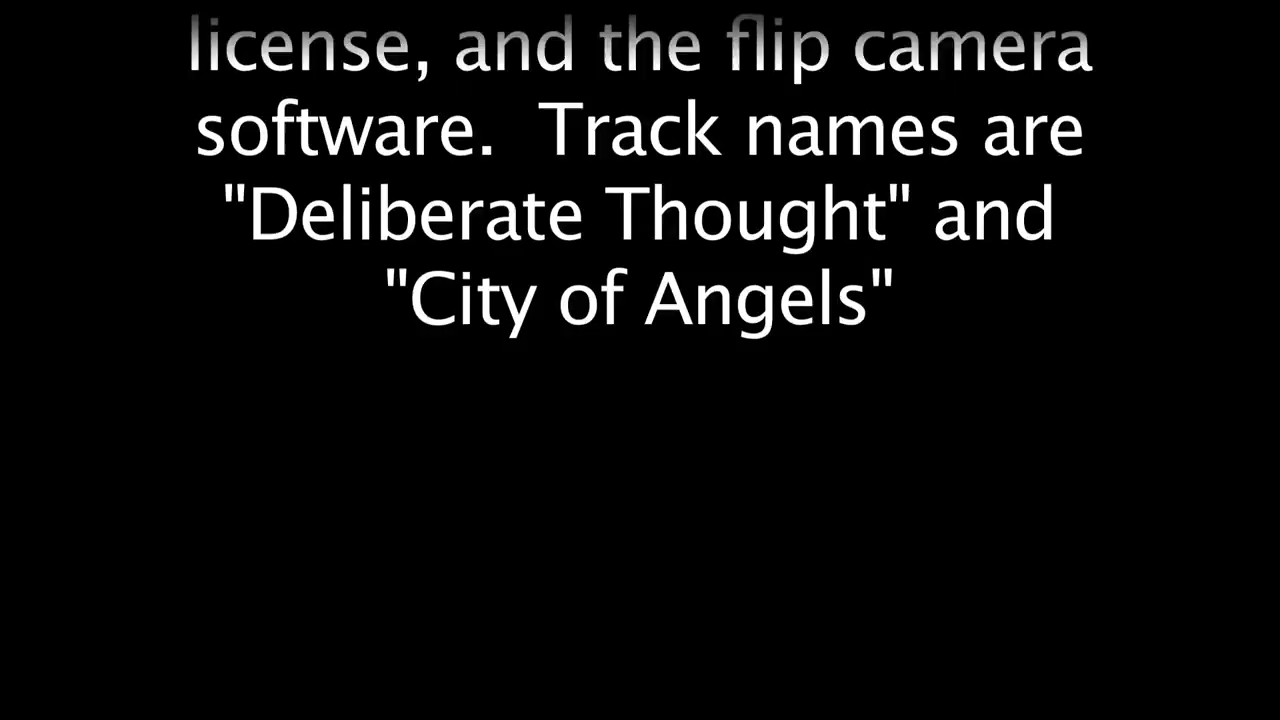 license, and the flip camera
software.  Track names are
"Deliberate Thought" and
"City of Angels"